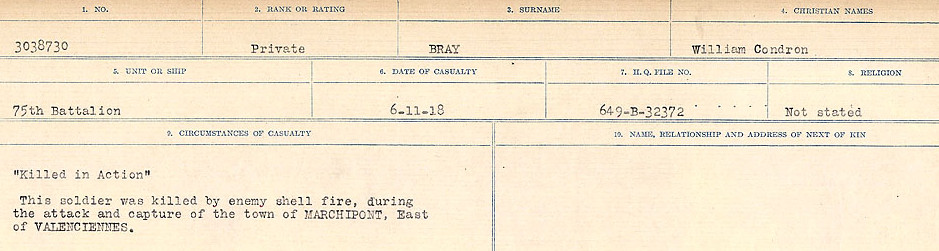 1. NO. 2. RANK OR RATING 3. SURNAME 4. CHRISTIAN NAMES
3038730 Private BRAY William Condron
5. UNIT OR SHIP 6. DATE OF CASUALTY 7. H. Q. FILE NO. 8. RELIGION
75th Battalion 6-11-18 649-B-32372 Not stated
9. CIRCUMSTANCES OF CASUALTY 10. NAME, RELATIONSHIP AND ADDRESS OF NEXT OF KIN
"Killed in Action"
This soldier was killed by enemy shell fire, during
the attack and capture of the town of MARCHIPONT, East
of VALENCIENNES.